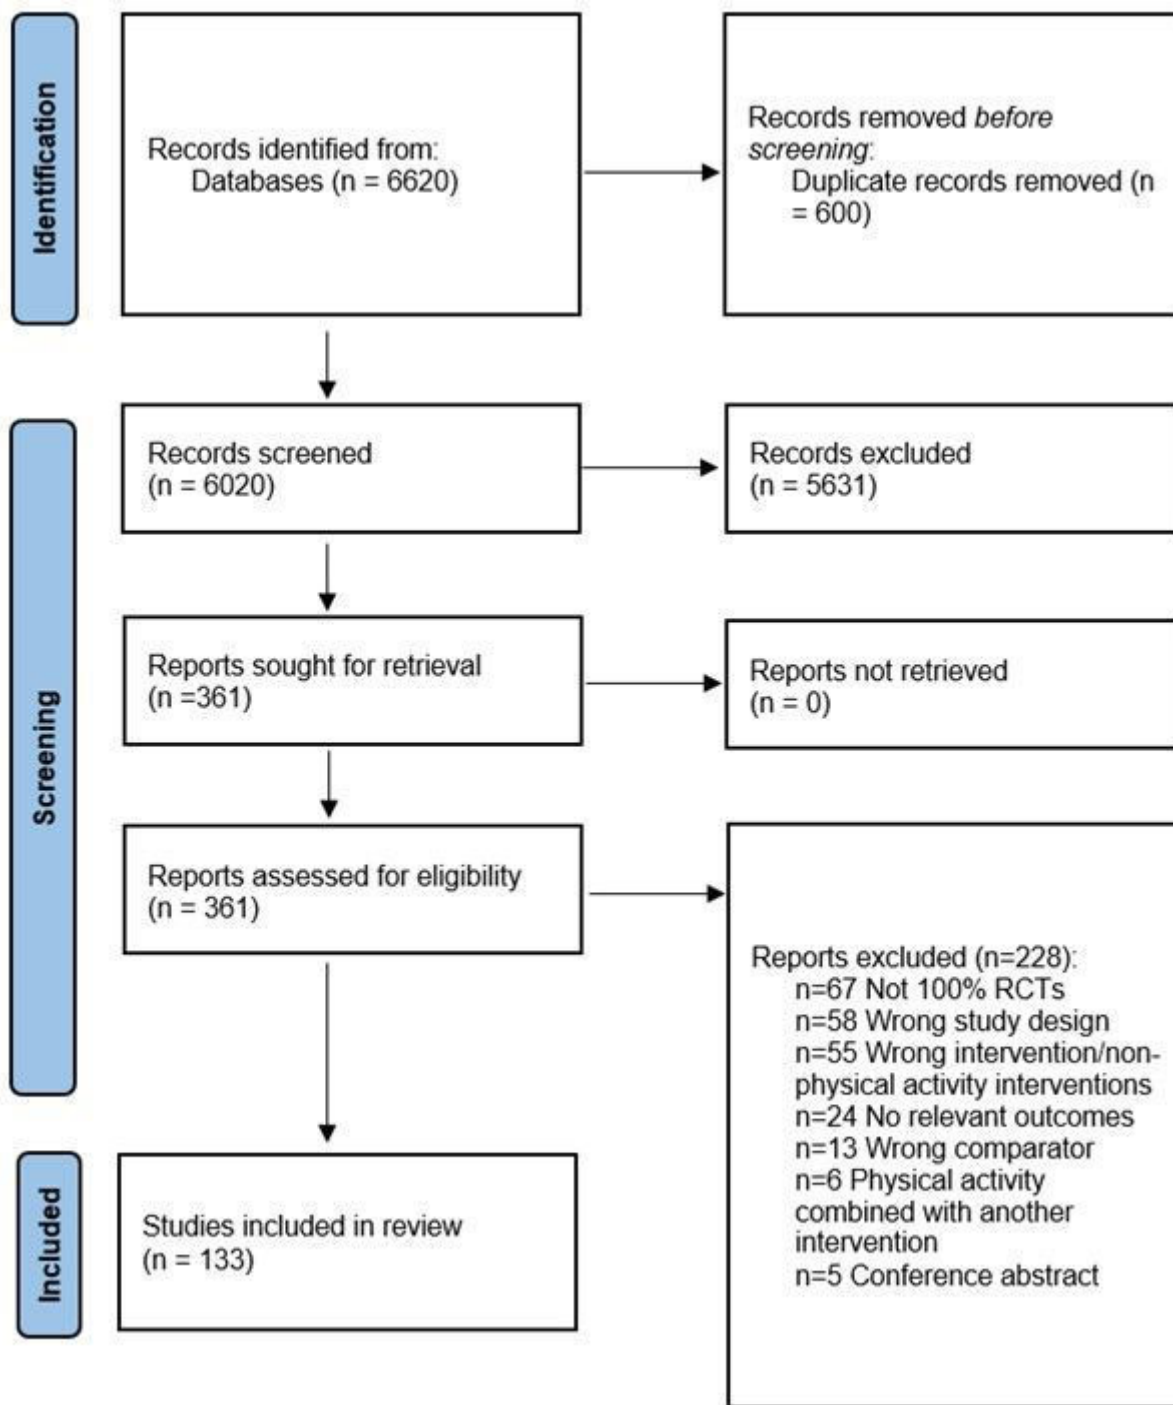 Identification
Records identified from:
Databases (n = 6620)
Records removed before
screening:
Duplicate records removed (n
= 600)
Screening
Records screened
(n = 6020)
Records excluded
(n = 5631)
Reports sought for retrieval
(n =361)
Reports not retrieved
(n = 0)
Reports assessed for eligibility
(n = 361)
Reports excluded (n=228):
n=67 Not 100% RCTs
n=58 Wrong study design
n=55 Wrong intervention/non-
physical activity interventions
n=24 No relevant outcomes
n=13 Wrong comparator
n=6 Physical activity
combined with another
intervention
n=5 Conference abstract
Included
Studies included in review
(n = 133)